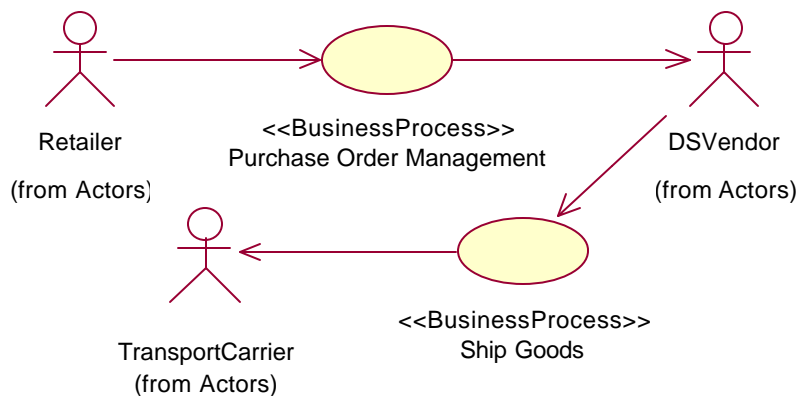 Retailer
(from Actors)
<<BusinessProcess>>
Purchase Order Management
DSVendor
(from Actors)
TransportCarrier
(from Actors)
<<BusinessProcess>>
Ship Goods